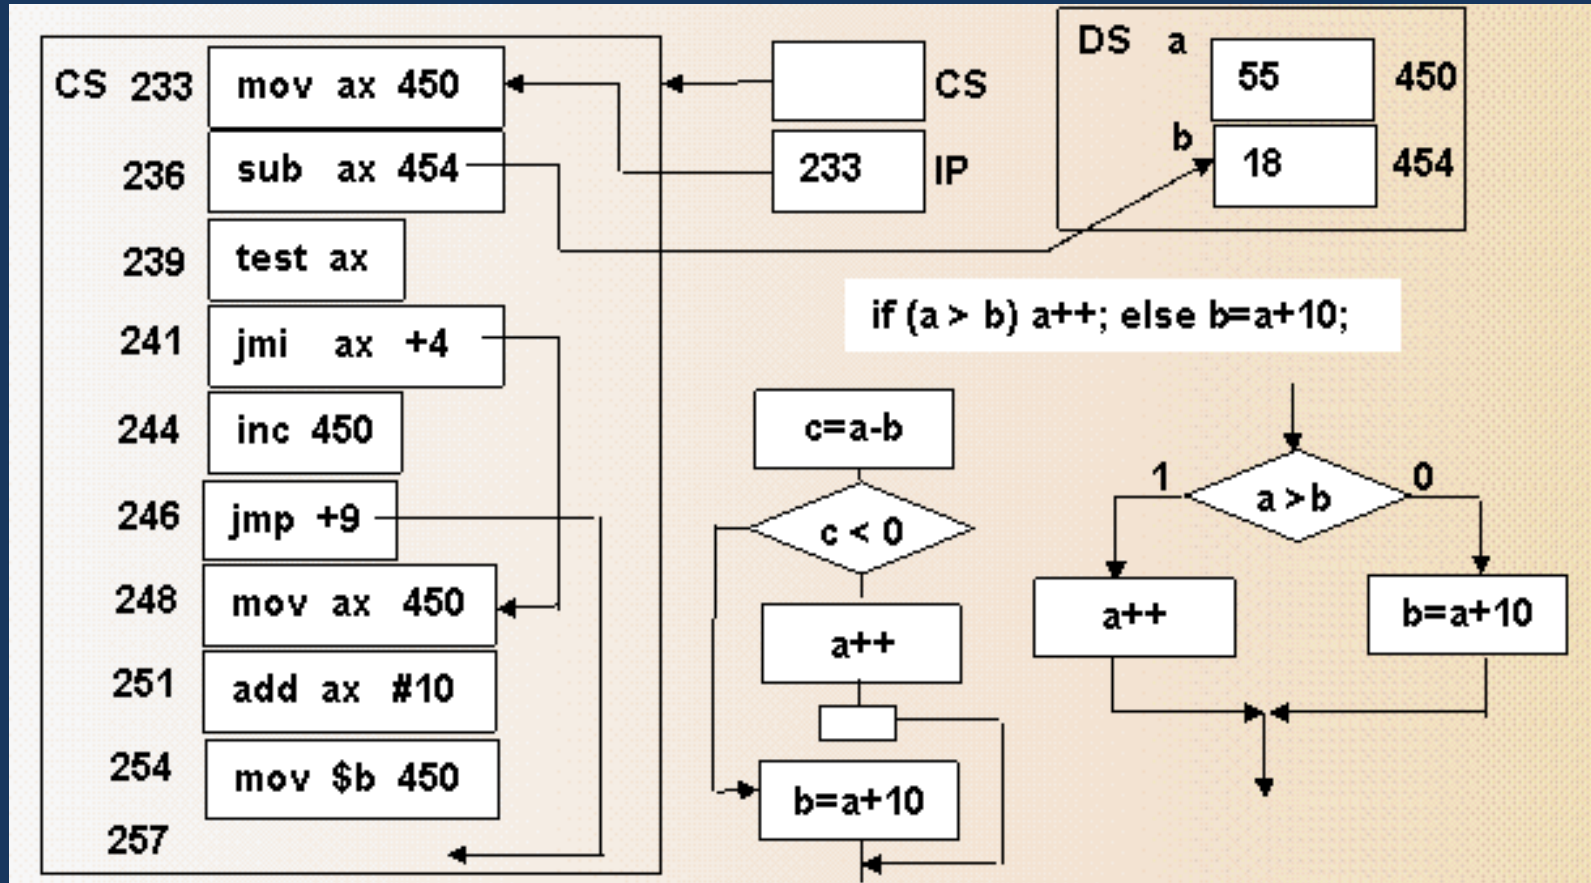 CS 233 mov ax 450
236 sub ax 454
239 test ax
241 jmi ax +4
244 inc 450
246 jmp +9
248 mov ax 450
251 add ax #10
254 mov $b 450
257
CS
233 IP
DS a 55 450
b 18 454
if (a > b) a++; else b=a+10;
c=a-b
c < 0
a++
b=a+10
1 a >b 0
a++ b=a+10